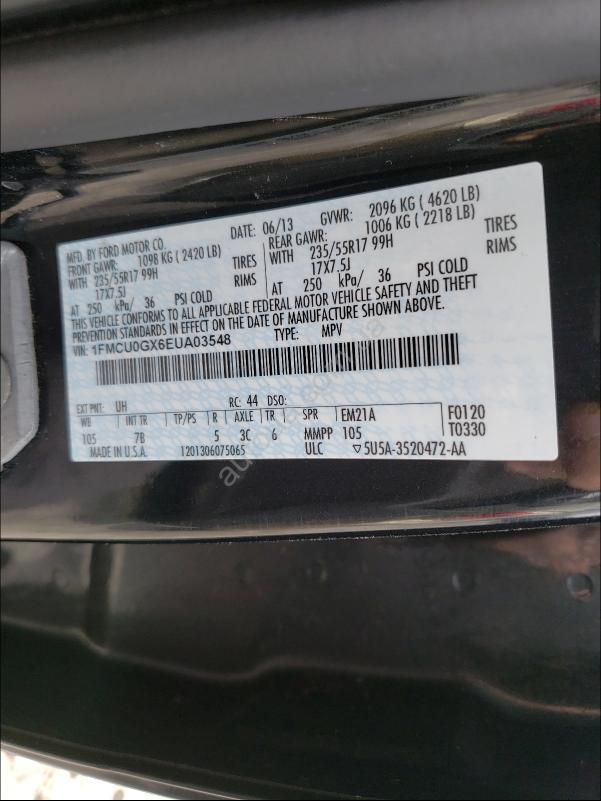 MFD. BY FORD MOTOR CO.
DATE: 06/13 GVWR: 2096 KG ( 4620 LB)
FRONT GAWR: 1098 KG ( 2420 LB) REAR GAWR: 1006 KG ( 2218 LB)
WITH 235/55R17 99H TIRES WITH 235/55R17 99H TIRES
17X7.5J RIMS 17X7.5J RIMS
AT 250 kPa/ 36 PSI COLD AT 250 kPa/ 36 PSI COLD
THIS VEHICLE CONFORMS TO ALL APPLICABLE FEDERAL MOTOR VEHICLE SAFETY AND THEFT
PREVENTION STANDARDS IN EFFECT ON THE DATE OF MANUFACTURE SHOWN ABOVE.
VIN: 1FMCU0GX6EUA03548 TYPE: MPV
EXT PNT: UH RC: 44 DSO:
WB INT TR TP/PS R AXLE TR SPR EM21A F0120
105 7B 5 3C 6 MMPP 105 T0330
MADE IN U.S.A. 1201306075065 ULC ▽5U5A-3520472-AA